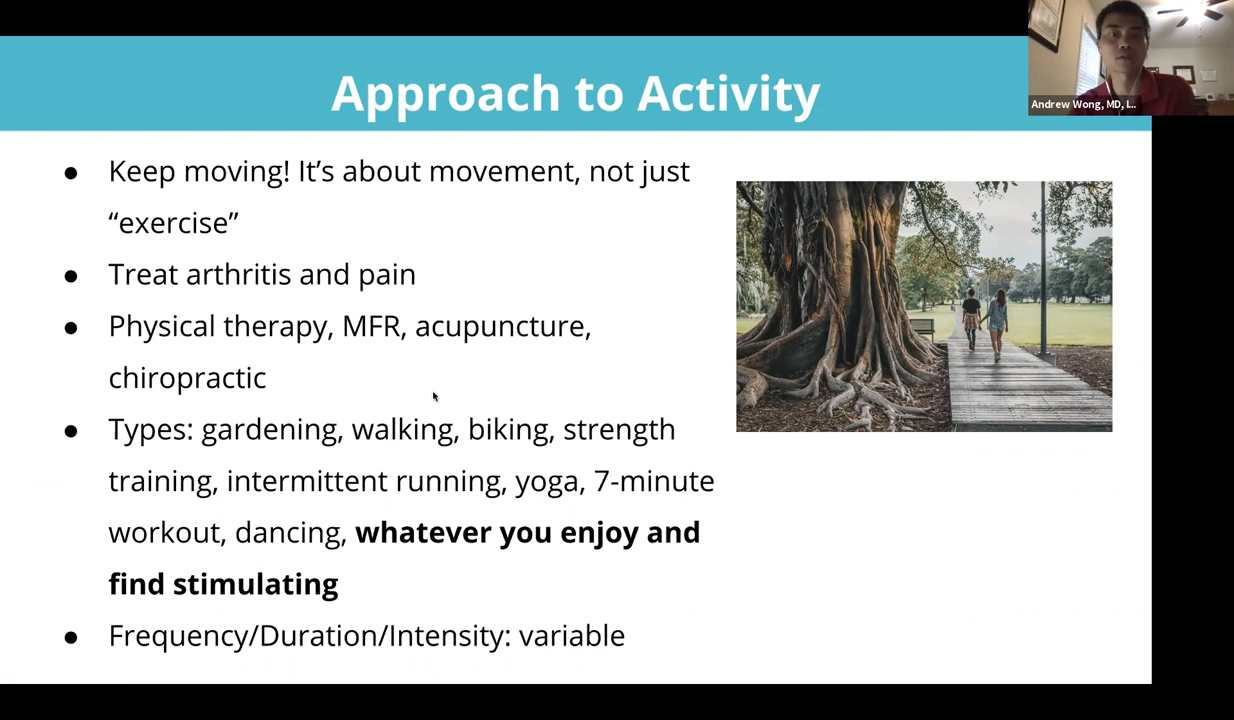 Approach to Activity
Andrew Wong, MD, L..
● Keep moving! It’s about movement, not just
“exercise”
● Treat arthritis and pain
● Physical therapy, MFR, acupuncture,
chiropractic
● Types: gardening, walking, biking, strength
training, intermittent running, yoga, 7-minute
workout, dancing, whatever you enjoy and
find stimulating
● Frequency/Duration/Intensity: variable